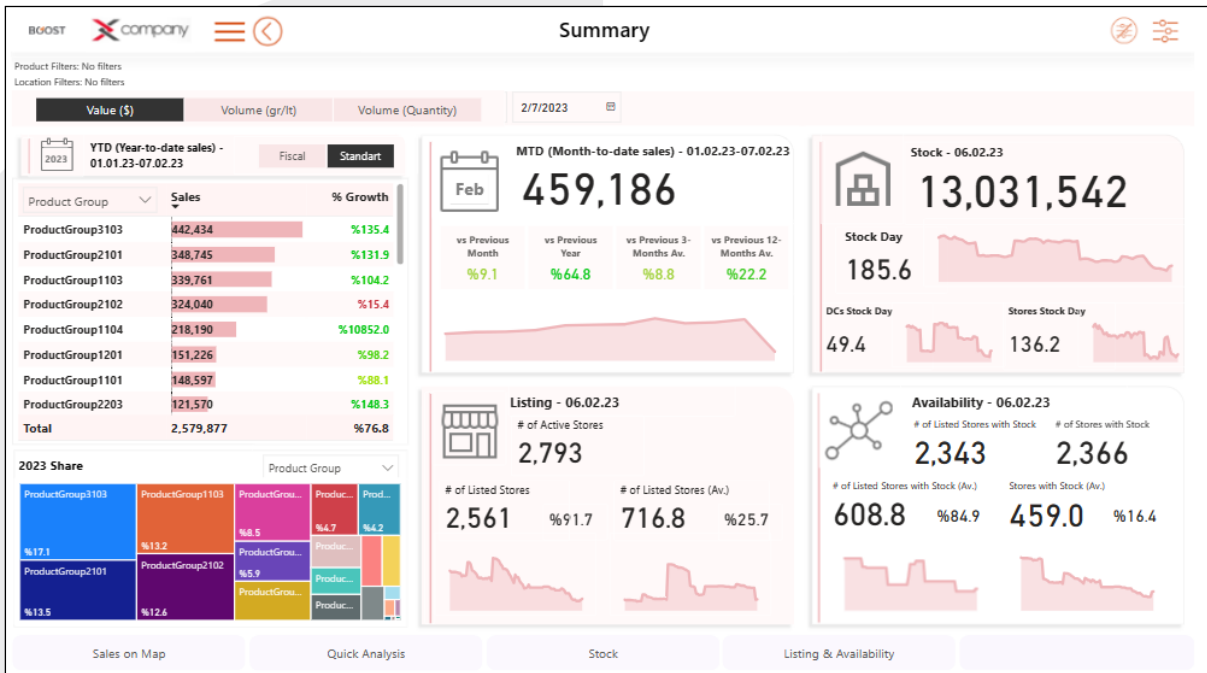 BOOST
company
Summary
Product Filters: No filters
Location Filters: No filters
Value ($)
Volume (gr/lt)
Volume (Quantity)
2/7/2023
2023
YTD (Year-to-date sales) -
01.01.23-07.02.23
Fiscal
Standart
Product Group
Sales
% Growth
ProductGroup3103 442,434 %135.4
ProductGroup2101 348,745 %131.9
ProductGroup1103 339,761 %104.2
ProductGroup2102 324,040 %15.4
ProductGroup1104 218,190 %10852.0
ProductGroup1201 151,226 %98.2
ProductGroup1101 148,597 %88.1
ProductGroup2203 121,570 %148.3
Total 2,579,877 %76.8
2023 Share
Product Group
ProductGroup3103
%17.1
ProductGroup2101
%13.5
ProductGroup1103
%13.2
ProductGroup2102
%12.6
ProductGrou...
%8.5
ProductGrou...
%5.9
ProductGrou...
Produc...
%4.7
Prod...
%4.2
Produc...
Produc...
Produc...
MTD (Month-to-date sales) - 01.02.23-07.02.23
Feb
459,186
vs Previous
Month
%9.1
vs Previous
Year
%64.8
vs Previous 3-
Months Av.
%8.8
vs Previous 12-
Months Av.
%22.2
Stock - 06.02.23
13,031,542
Stock Day
185.6
DCs Stock Day
49.4
Stores Stock Day
136.2
Listing - 06.02.23
# of Active Stores
2,793
# of Listed Stores
2,561 %91.7
# of Listed Stores (Av.)
716.8 %25.7
Availability - 06.02.23
# of Listed Stores with Stock
2,343
# of Stores with Stock
2,366
# of Listed Stores with Stock (Av.)
608.8 %84.9
Stores with Stock (Av.)
459.0 %16.4
Sales on Map
Quick Analysis
Stock
Listing & Availability